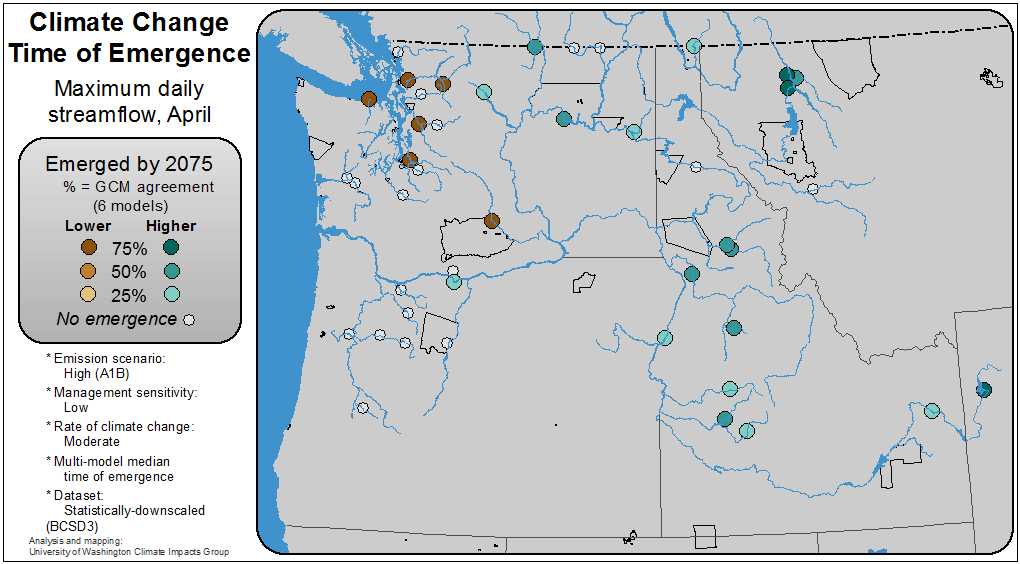 Climate Change
Time of Emergence
Maximum daily
streamflow, April
Emerged by 2075
% = GCM agreement
(6 models)
Lower Higher
75%
50%
25%
No emergence
* Emission scenario:
High (A1B)
* Management sensitivity:
Low
* Rate of climate change:
Moderate
* Multi-model median
time of emergence
* Dataset:
Statistically-downscaled
(BCSD3)
Analysis and mapping:
University of Washington Climate Impacts Group